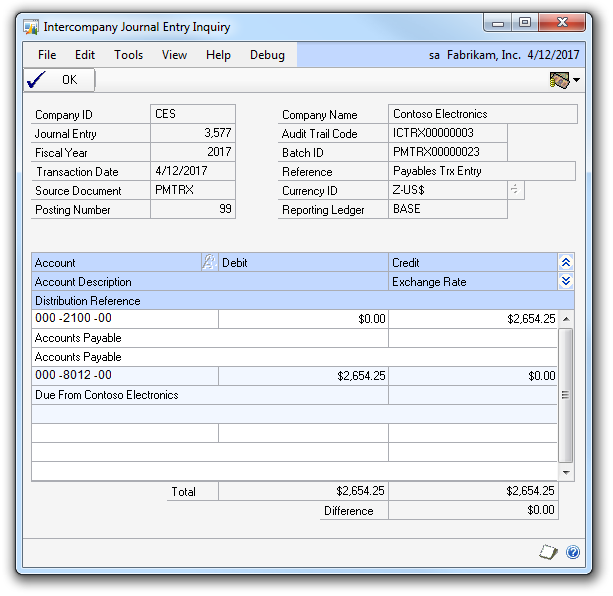 Intercompany Journal Entry Inquiry
File Edit Tools View Help Debug sa Fabrikam, Inc. 4/12/2017
OK
Company ID CES Company Name Contoso Electronics
Journal Entry 3,577 Audit Trail Code ICTRX00000003
Fiscal Year 2017 Batch ID PMTRX00000023
Transaction Date 4/12/2017 Reference Payables Trx Entry
Source Document PMTRX Currency ID Z-US$
Posting Number 99 Reporting Ledger BASE
Account Debit Credit
Account Description Exchange Rate
Distribution Reference
000 -2100 -00 $0.00 $2,654.25
Accounts Payable
Accounts Payable
000 -8012 -00 $2,654.25 $0.00
Due From Contoso Electronics
Total $2,654.25 $2,654.25
Difference $0.00